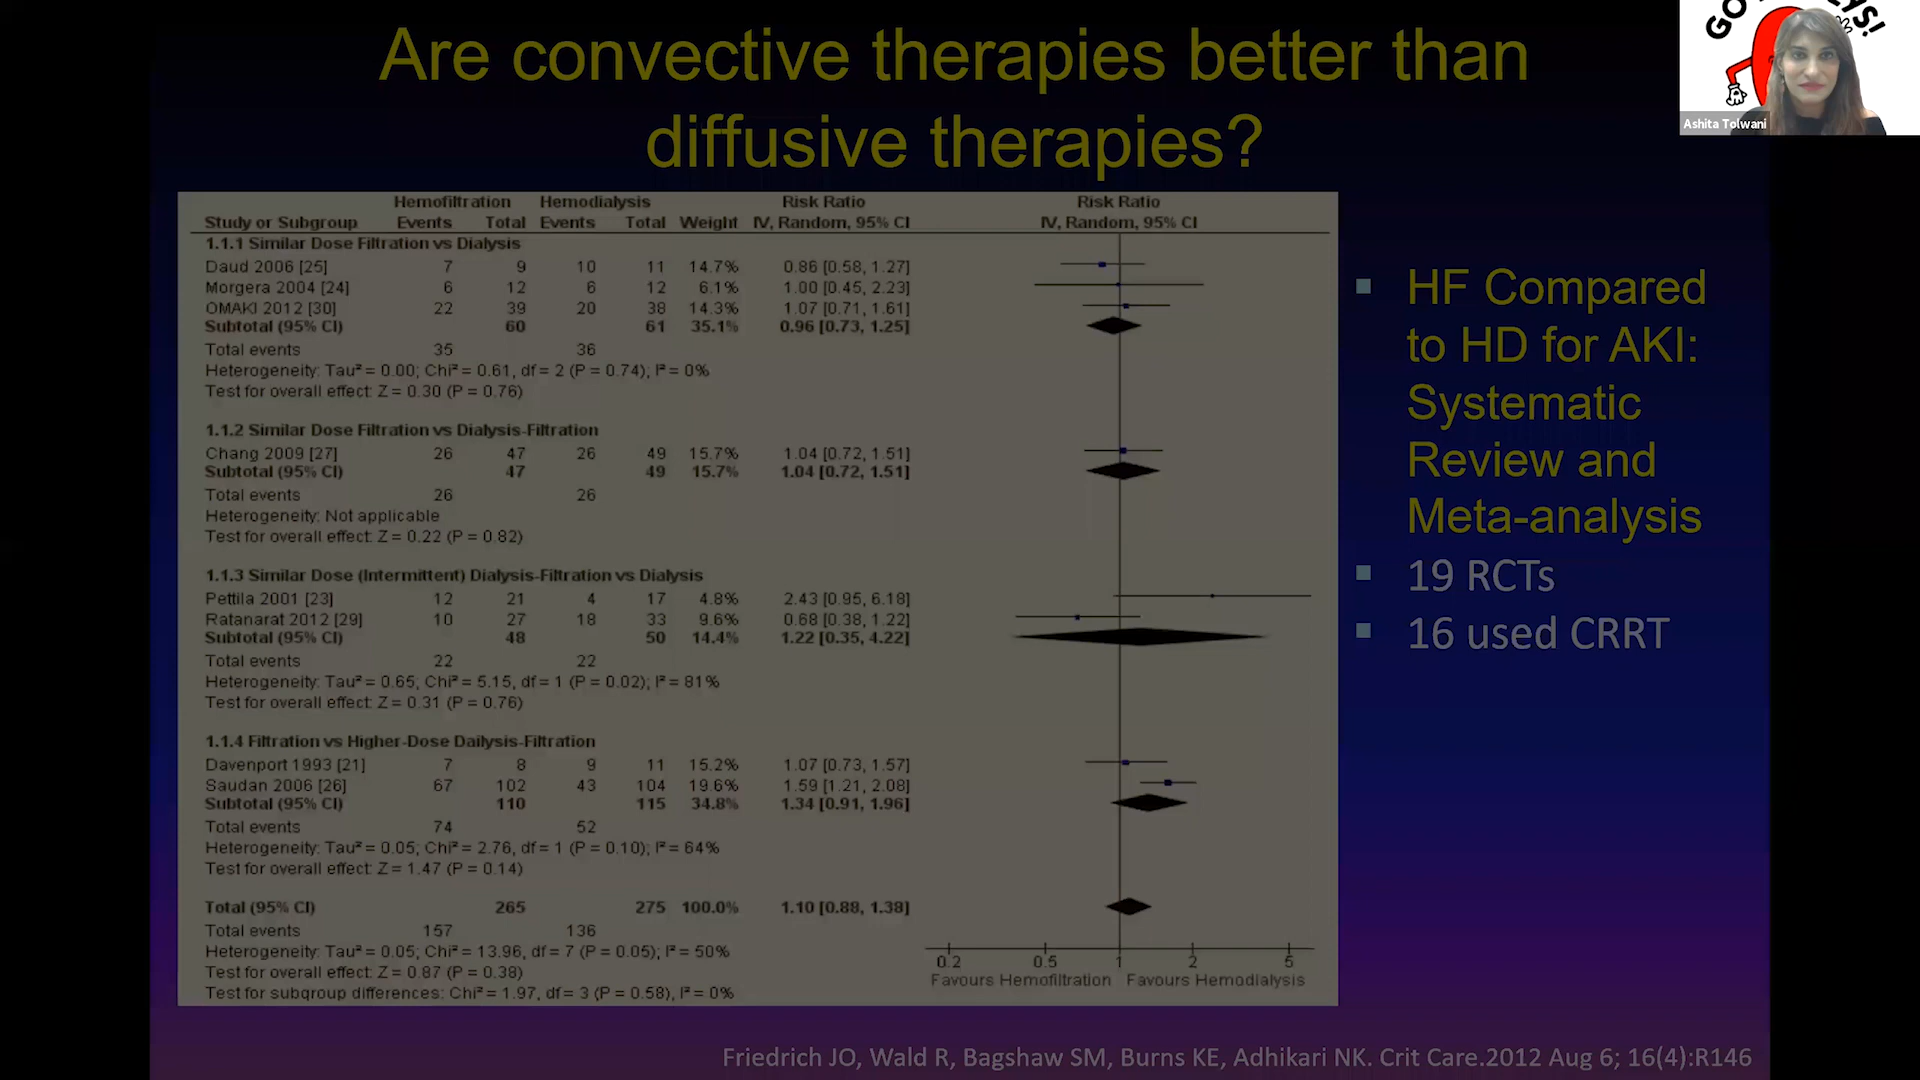 Are convective therapies better than
diffusive therapies?
GO
YS!
Ashita Tolwani
Hemofiltration Hemodialysis Risk Ratio Risk Ratio
Study or Subgroup Events Total Events Total Weight IV, Random, 95% CI IV, Random, 95% CI
1.1.1 Similar Dose Filtration vs Dialysis
Daud 2006 [25] 7 9 10 11 14.7% 0.86 [0.58, 1.27]
Morgera 2004 [24] 6 12 6 12 6.1% 1.00 [0.45, 2.23]
OMAKI 2012 [30] 22 39 20 38 14.3% 1.07 [0.71, 1.61]
Subtotal (95% CI) 60 61 35.1% 0.96 [0.73, 1.25]
Total events 35 36
Heterogeneity: Tau² = 0.00; Chi² = 0.61, df = 2 (P = 0.74); I² = 0%
Test for overall effect: Z = 0.30 (P = 0.76)
1.1.2 Similar Dose Filtration vs Dialysis-Filtration
Chang 2009 [27] 26 47 26 49 15.7% 1.04 [0.72, 1.51]
Subtotal (95% CI) 47 49 15.7% 1.04 [0.72, 1.51]
Total events 26 26
Heterogeneity: Not applicable
Test for overall effect: Z = 0.22 (P = 0.82)
1.1.3 Similar Dose (Intermittent) Dialysis-Filtration vs Dialysis
Pettila 2001 [23] 12 21 4 17 4.8% 2.43 [0.95, 6.18]
Ratanarat 2012 [29] 10 27 18 33 9.6% 0.68 [0.38, 1.22]
Subtotal (95% CI) 48 50 14.4% 1.22 [0.35, 4.22]
Total events 22 22
Heterogeneity: Tau² = 0.65; Chi² = 5.15, df = 1 (P = 0.02); I² = 81%
Test for overall effect: Z = 0.31 (P = 0.76)
1.1.4 Filtration vs Higher-Dose Dailysis-Filtration
Davenport 1993 [21] 7 8 9 11 15.2% 1.07 [0.73, 1.57]
Saudan 2006 [26] 67 102 43 104 19.6% 1.59 [1.21, 2.08]
Subtotal (95% CI) 110 115 34.8% 1.34 [0.91, 1.96]
Total events 74 52
Heterogeneity: Tau² = 0.05; Chi² = 2.76, df = 1 (P = 0.10); I² = 64%
Test for overall effect: Z = 1.47 (P = 0.14)
Total (95% CI) 265 275 100.0% 1.10 [0.88, 1.38]
Total events 157 136
Heterogeneity: Tau² = 0.05; Chi² = 13.96, df = 7 (P = 0.05); I² = 50%
Test for overall effect: Z = 0.87 (P = 0.38)
Test for subgroup differences: Chi² = 1.97, df = 3 (P = 0.58), I² = 0%
0.2 0.5 1 2 5
Favours Hemofiltration Favours Hemodialysis
HF Compared
to HD for AKI:
Systematic
Review and
Meta-analysis
19 RCTs
16 used CRRT
Friedrich JO, Wald R, Bagshaw SM, Burns KE, Adhikari NK. Crit Care.2012 Aug 6; 16(4):R146